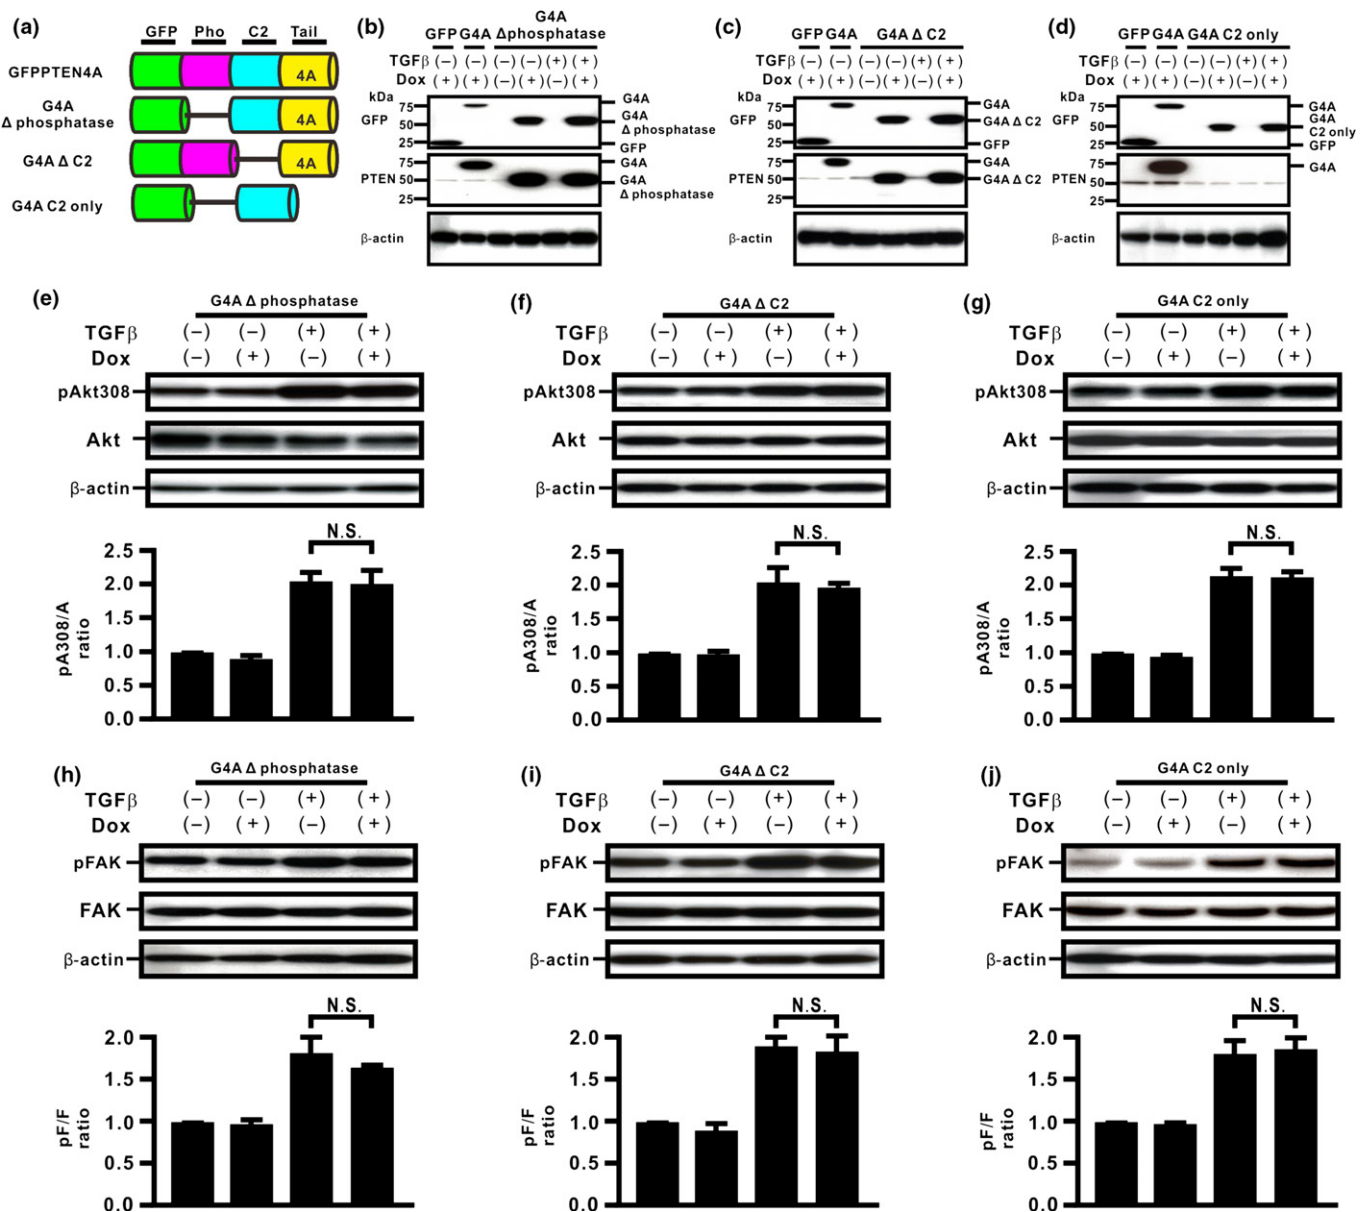 (a)
GFP Pho C2 Tail
GFPPTEN4A
4A
G4A
Δ phosphatase
4A
G4A Δ C2
4A
G4A C2 only
(b)
GFP G4A G4A
Δphosphatase
TGFβ (−) (−) (−) (−) (+) (+)
Dox (+) (+) (−) (+) (−) (+)
kDa
75
GFP
50
25
G4A
G4A
Δ phosphatase
GFP
75
PTEN 50
25
G4A
G4A
Δ phosphatase
β-actin
(c)
GFP G4A G4A Δ C2
TGFβ (−) (−) (−) (−) (+) (+)
Dox (+) (+) (−) (+) (−) (+)
kDa
75
GFP
50
25
G4A
G4A Δ C2
GFP
75
PTEN 50
25
G4A
G4A Δ C2
β-actin
(d)
GFP G4A G4A C2 only
TGFβ (−) (−) (−) (−) (+) (+)
Dox (+) (+) (−) (+) (−) (+)
kDa
75
GFP
50
25
G4A
G4A
C2 only
GFP
75
PTEN
50
25
G4A
β-actin
(e)
G4A Δ phosphatase
TGFβ (−) (−) (+) (+)
Dox (−) (+) (−) (+)
pAkt308
Akt
β-actin
N.S.
2.5
2.0
1.5
1.0
0.5
0.0
pA308/A
ratio
(f)
G4A Δ C2
TGFβ (−) (−) (+) (+)
Dox (−) (+) (−) (+)
pAkt308
Akt
β-actin
N.S.
2.5
2.0
1.5
1.0
0.5
0.0
pA308/A
ratio
(g)
G4A C2 only
TGFβ (−) (−) (+) (+)
Dox (−) (+) (−) (+)
pAkt308
Akt
β-actin
N.S.
2.5
2.0
1.5
1.0
0.5
0.0
pA308/A
ratio
(h)
G4A Δ phosphatase
TGFβ (−) (−) (+) (+)
Dox (−) (+) (−) (+)
pFAK
FAK
β-actin
N.S.
2.0
1.5
1.0
0.5
0.0
pF/F
ratio
(i)
G4A Δ C2
TGFβ (−) (−) (+) (+)
Dox (−) (+) (−) (+)
pFAK
FAK
β-actin
N.S.
2.0
1.5
1.0
0.5
0.0
pF/F
ratio
(j)
G4A C2 only
TGFβ (−) (−) (+) (+)
Dox (−) (+) (−) (+)
pFAK
FAK
β-actin
N.S.
2.0
1.5
1.0
0.5
0.0
pF/F
ratio